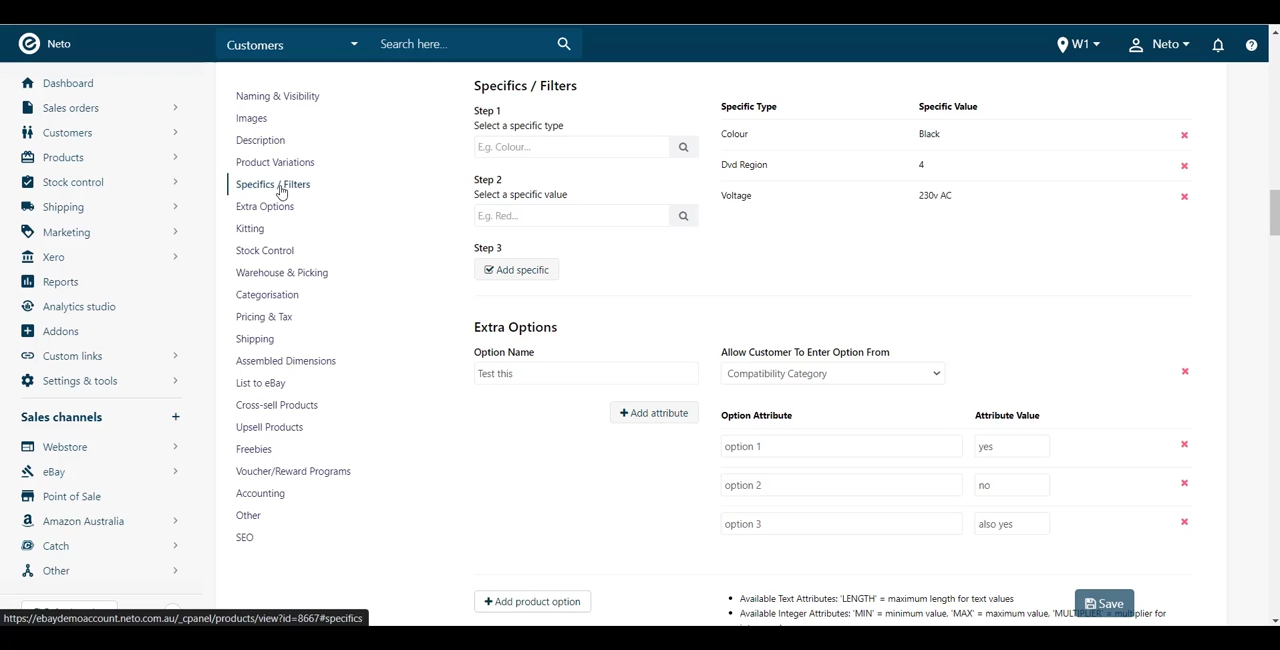 Neto
Customers
Search here...
W1
Neto
Dashboard
Sales orders
Customers
Products
Stock control
Shipping
Marketing
Xero
Reports
Analytics studio
Addons
Custom links
Settings & tools
Sales channels
Webstore
eBay
Point of Sale
Amazon Australia
Catch
Other
Naming & Visibility
Images
Description
Product Variations
Specifics / Filters
Extra Options
Kitting
Stock Control
Warehouse & Picking
Categorisation
Pricing & Tax
Shipping
Assembled Dimensions
List to eBay
Cross-sell Products
Upsell Products
Freebies
Voucher/Reward Programs
Accounting
Other
SEO
Specifics / Filters
Step 1
Select a specific type
E.g. Colour...
Step 2
Select a specific value
E.g. Red...
Step 3
Add specific
Specific Type Specific Value
Colour Black
Dvd Region 4
Voltage 230v AC
Extra Options
Option Name
Test this
Allow Customer To Enter Option From
Compatibility Category
Add attribute
Option Attribute Attribute Value
option 1 yes
option 2 no
option 3 also yes
Add product option
Available Text Attributes: 'LENGTH' = maximum length for text values
Available Integer Attributes: 'MIN' = minimum value, 'MAX' = maximum value, 'MULTIPLIER' = multiplier for
Save
https://ebaydemoaccount.neto.com.au/_cpanel/products/view?id=8667#specifics